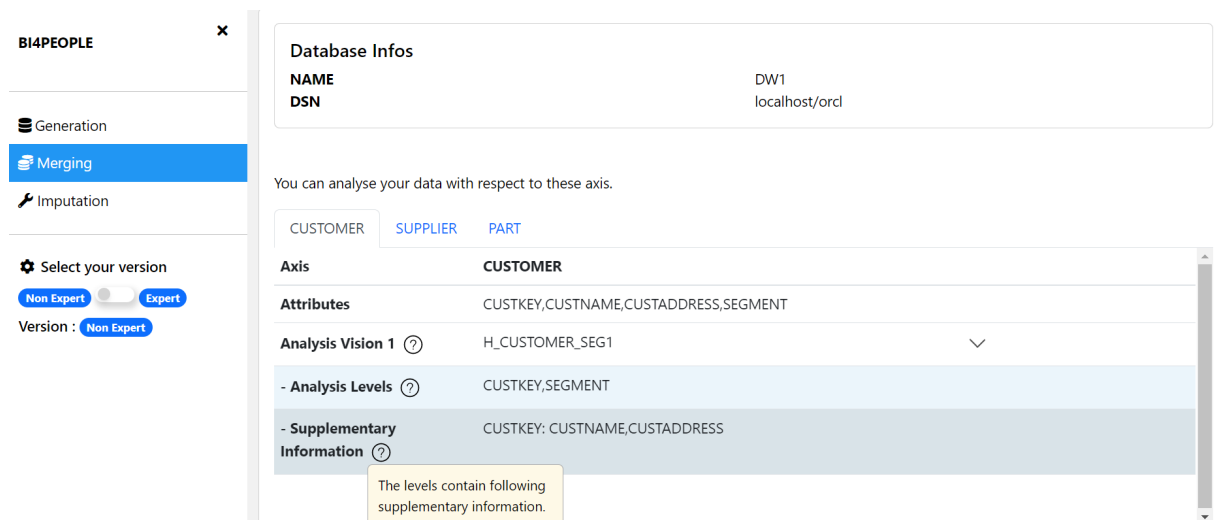 BI4PEOPLE
×
Generation
Merging
Imputation
Select your version
Non Expert Expert
Version : Non Expert
Database Infos
NAME DW1
DSN localhost/orcl
You can analyse your data with respect to these axis.
CUSTOMER SUPPLIER PART
Axis CUSTOMER
Attributes CUSTKEY,CUSTNAME,CUSTADDRESS,SEGMENT
Analysis Vision 1 ? H_CUSTOMER_SEG1
- Analysis Levels ? CUSTKEY,SEGMENT
- Supplementary CUSTKEY: CUSTNAME,CUSTADDRESS
Information ?
The levels contain following
supplementary information.